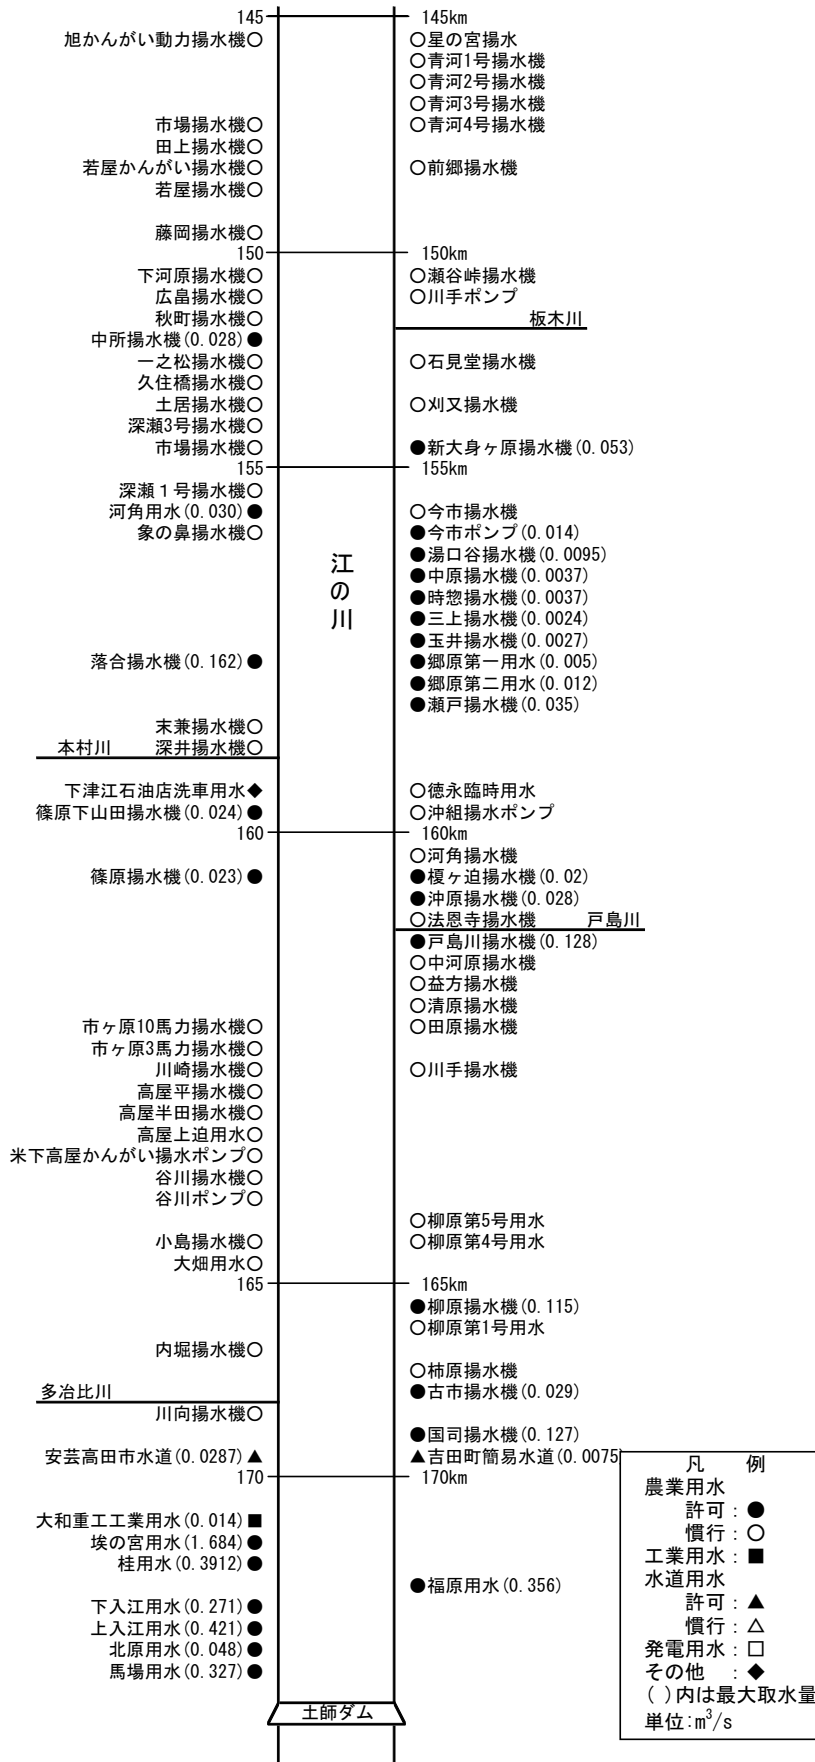 145 145km
旭かんがい動力揚水機○ ○星の宮揚水
○青河1号揚水機
○青河2号揚水機
○青河3号揚水機
市場揚水機○ ○青河4号揚水機
田上揚水機○
若屋かんがい揚水機○ ○前郷揚水機
若屋揚水機○
藤岡揚水機○
150 150km
下河原揚水機○ ○瀬谷峠揚水機
広畠揚水機○ ○川手ポンプ
秋町揚水機○ 板木川
中所揚水機(0.028)●
一之松揚水機○ ○石見堂揚水機
久住橋揚水機○
土居揚水機○ ○刈又揚水機
深瀬3号揚水機○
市場揚水機○ ●新大身ヶ原揚水機(0.053)
155 155km
深瀬１号揚水機○
河角用水(0.030)● ○今市揚水機
象の鼻揚水機○ ●今市ポンプ(0.014)
●湯口谷揚水機(0.0095)
江の川
●中原揚水機(0.0037)
●時惣揚水機(0.0037)
●三上揚水機(0.0024)
●玉井揚水機(0.0027)
落合揚水機(0.162)● ●郷原第一用水(0.005)
●郷原第二用水(0.012)
●瀬戸揚水機(0.035)
末兼揚水機○
本村川 深井揚水機○
下津江石油店洗車用水◆ ○徳永臨時用水
篠原下山田揚水機(0.024)● ○沖組揚水ポンプ
160 160km
○河角揚水機
篠原揚水機(0.023)● ●榎ヶ迫揚水機(0.02)
●沖原揚水機(0.028)
○法恩寺揚水機 戸島川
●戸島川揚水機(0.128)
○中河原揚水機
○益方揚水機
○清原揚水機
市ヶ原10馬力揚水機○ ○田原揚水機
市ヶ原3馬力揚水機○
川崎揚水機○ ○川手揚水機
高屋平揚水機○
高屋半田揚水機○
高屋上迫用水○
米下高屋かんがい揚水ポンプ○
谷川揚水機○
谷川ポンプ○
○柳原第5号用水
小島揚水機○ ○柳原第4号用水
大畑用水○
165 165km
●柳原揚水機(0.115)
○柳原第1号用水
内堀揚水機○
○柿原揚水機
多冶比川 ●古市揚水機(0.029)
川向揚水機○
●国司揚水機(0.127)
安芸高田市水道(0.0287)▲ ▲吉田町簡易水道(0.0075)
170 170km
大和重工工業用水(0.014)■
埃の宮用水(1.684)●
桂用水(0.3912)●
●福原用水(0.356)
下入江用水(0.271)●
上入江用水(0.421)●
北原用水(0.048)●
馬場用水(0.327)●
土師ダム
凡 例
農業用水
許可：●
慣行：○
工業用水：■
水道用水
許可：▲
慣行：△
発電用水：□
その他 ：◆
( )内は最大取水量
単位:m³/s